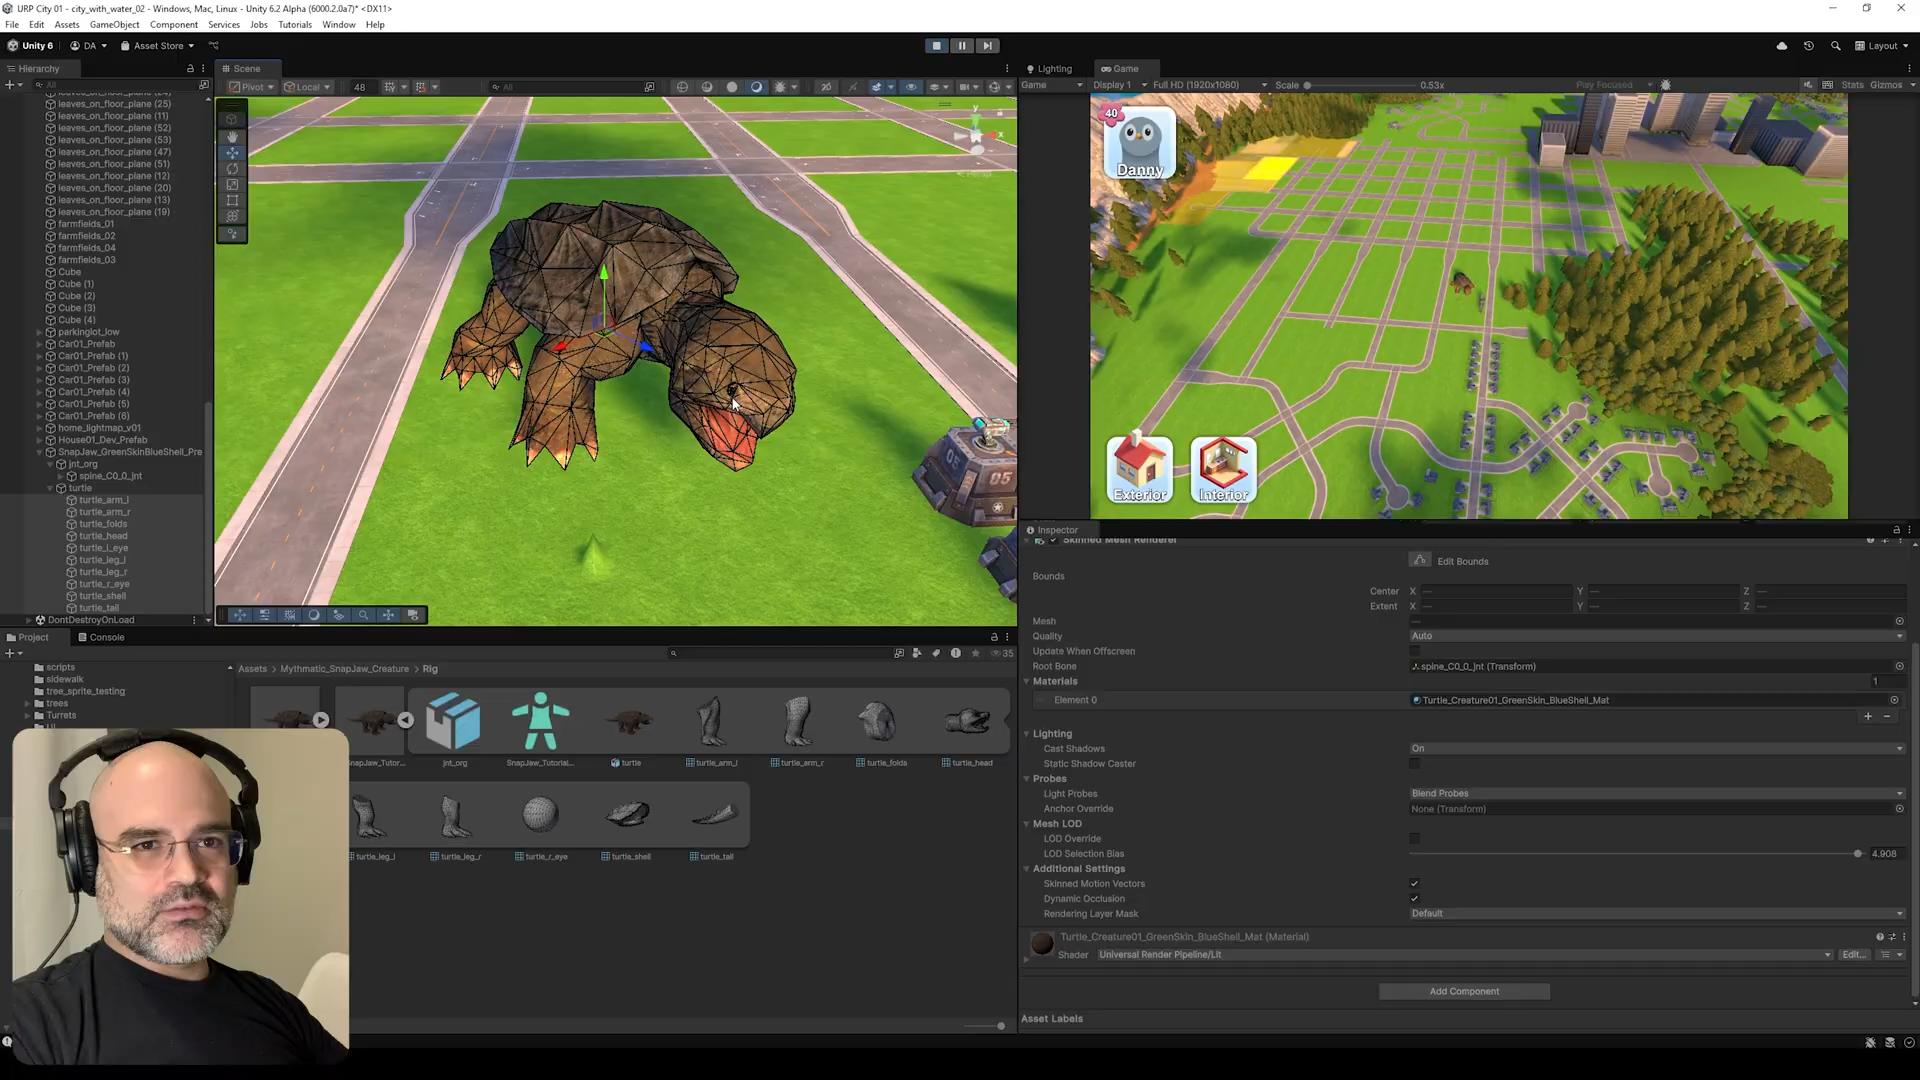 URP City 01 - city_with_water_02 - Windows, Mac, Linux - Unity 6.2 Alpha (6000.2.0a7)* <DX11>
File Edit Assets GameObject Component Services Jobs Tutorials Window Help
Unity 6 DA Asset Store Layout
Hierarchy
All
leaves_on_floor_plane (24)
leaves_on_floor_plane (25)
leaves_on_floor_plane (11)
leaves_on_floor_plane (52)
leaves_on_floor_plane (53)
leaves_on_floor_plane (47)
leaves_on_floor_plane (51)
leaves_on_floor_plane (12)
leaves_on_floor_plane (20)
leaves_on_floor_plane (13)
leaves_on_floor_plane (19)
farmfields_01
farmfields_02
farmfields_04
farmfields_03
Cube
Cube (1)
Cube (2)
Cube (3)
Cube (4)
parkinglot_low
Car01_Prefab
Car01_Prefab (1)
Car01_Prefab (2)
Car01_Prefab (3)
Car01_Prefab (4)
Car01_Prefab (5)
Car01_Prefab (6)
home_lightmap_v01
House01_Dev_Prefab
SnapJaw_GreenSkinBlueShell_Pre
jnt_org
spine_C0_0_jnt
turtle
turtle_arm_l
turtle_arm_r
turtle_folds
turtle_head
turtle_l_eye
turtle_leg_l
turtle_leg_r
turtle_r_eye
turtle_shell
turtle_tail
DontDestroyOnLoad
Scene
Pivot Local 48 All 2D
y
x
Persp
05
05
Lighting Game
Game Display 1 Full HD (1920x1080) Scale 0.53x Play Focused Stats Gizmos
40
Danny
Exterior Interior
Project Console
35
scripts
sidewalk
tree_sprite_testing
trees
Turrets
Assets Mythmatic_SnapJaw_Creature Rig
SnapJaw_Tutor... jnt_org SnapJaw_Tutorial... turtle turtle_arm_l turtle_arm_r turtle_folds turtle_head
turtle_leg_l turtle_leg_r turtle_r_eye turtle_shell turtle_tail
Inspector
Skinned Mesh Renderer
Edit Bounds
Bounds
Center X — Y — Z —
Extent X — Y — Z —
Mesh —
Quality Auto
Update When Offscreen
Root Bone spine_C0_0_jnt (Transform)
Materials 1
Element 0 Turtle_Creature01_GreenSkin_BlueShell_Mat
Lighting
Cast Shadows On
Static Shadow Caster
Probes
Light Probes Blend Probes
Anchor Override None (Transform)
Mesh LOD
LOD Override
LOD Selection Bias 4.908
Additional Settings
Skinned Motion Vectors
Dynamic Occlusion
Rendering Layer Mask Default
Turtle_Creature01_GreenSkin_BlueShell_Mat (Material)
Shader Universal Render Pipeline/Lit Edit...
Add Component
Asset Labels